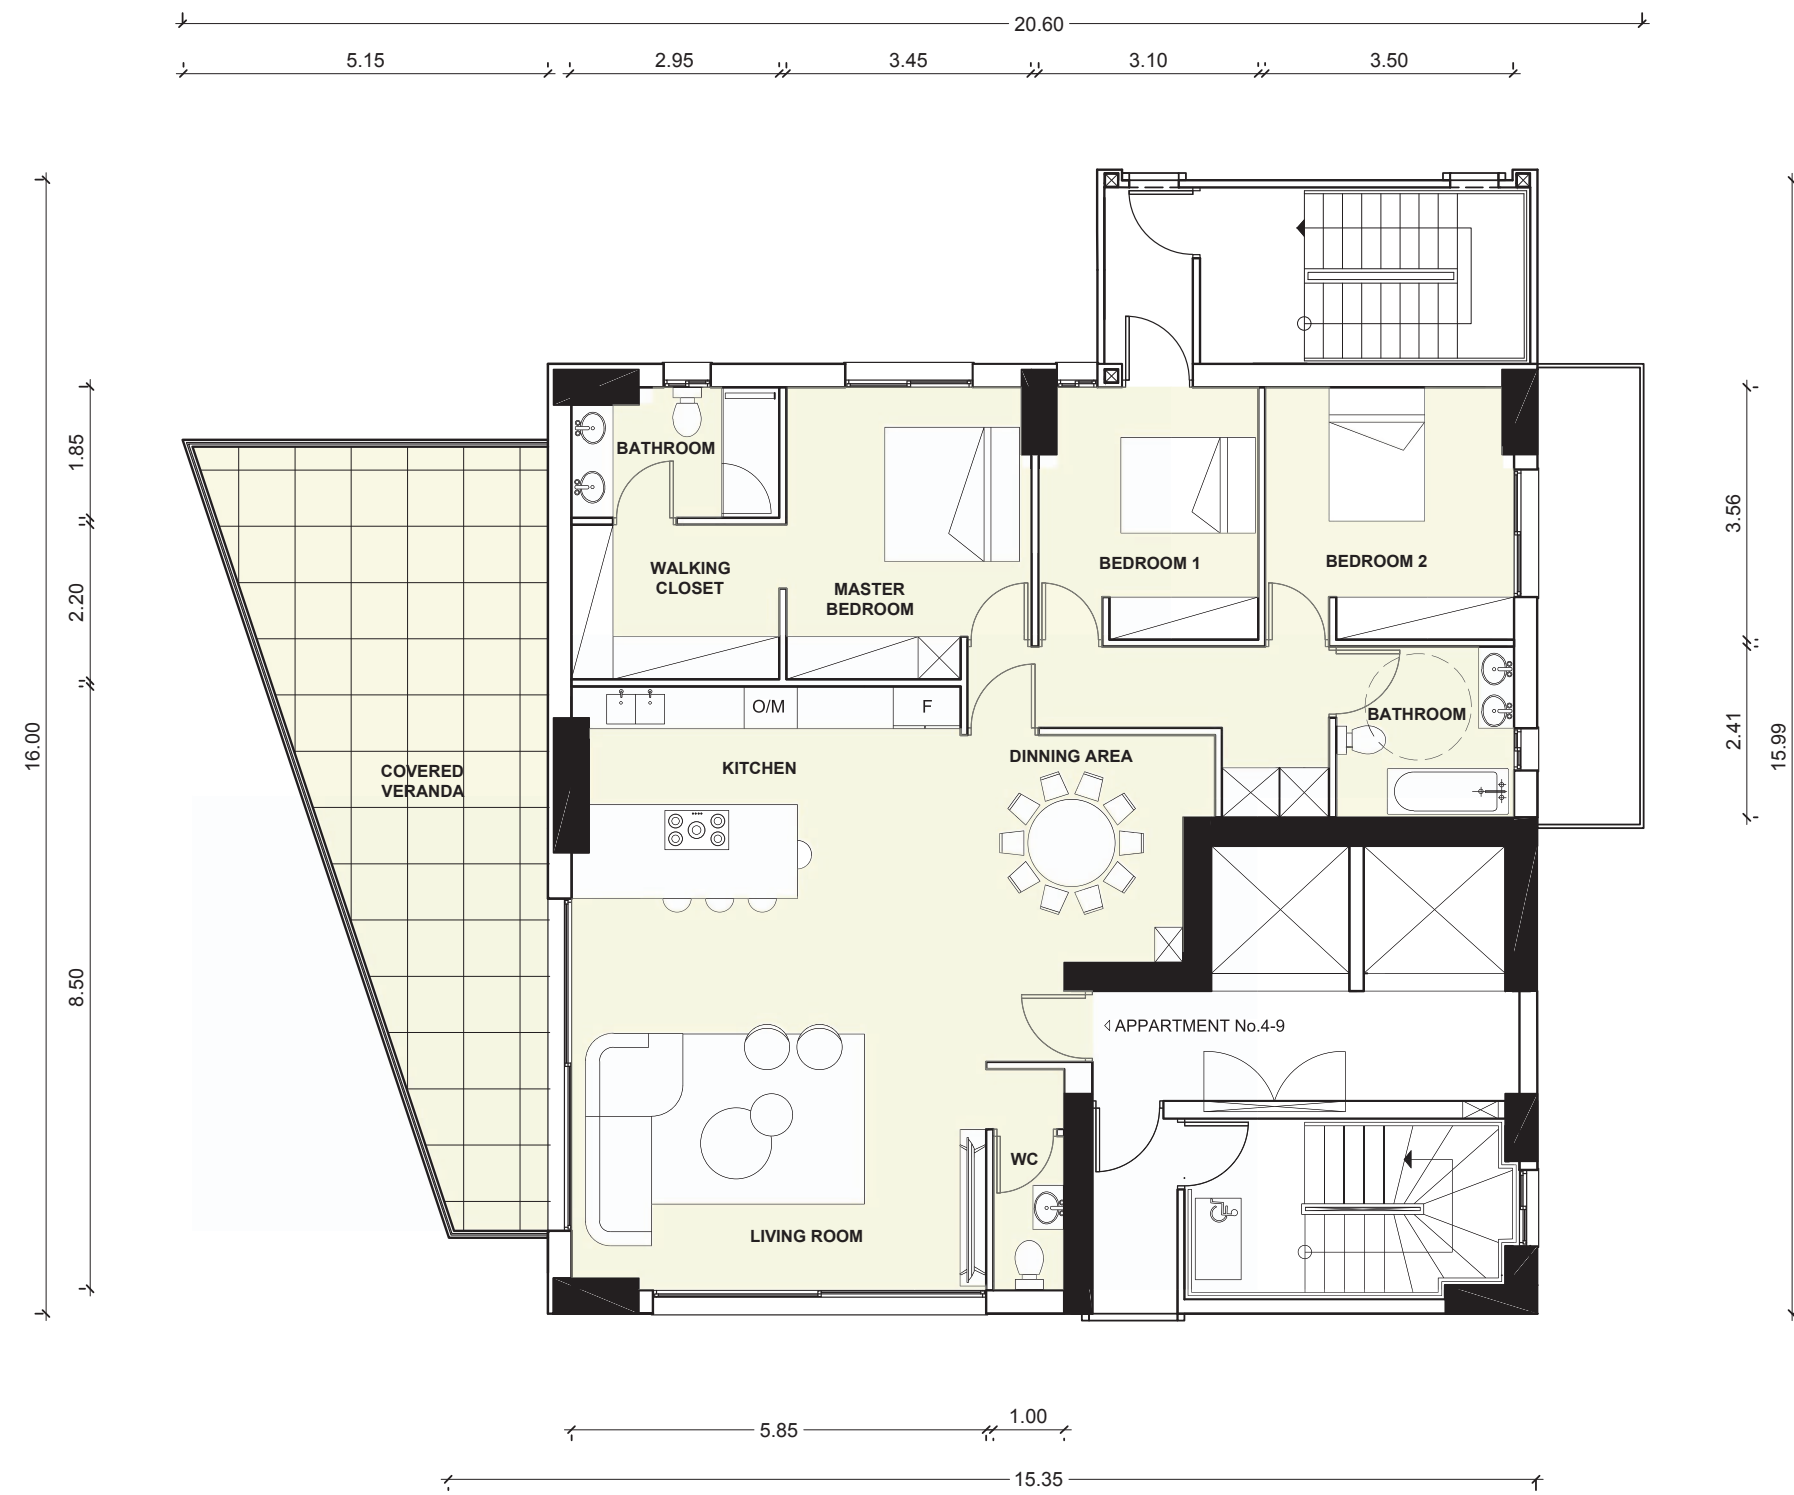 20.60
5.15
2.95
3.45
3.10
3.50
BATHROOM
1.85
3.56
WALKING
CLOSET
MASTER
BEDROOM
BEDROOM 1
BEDROOM 2
2.20
O/M
F
BATHROOM
2.41
16.00
15.99
COVERED
VERANDA
KITCHEN
DINNING AREA
8.50
APPARTMENT No.4-9
WC
LIVING ROOM
5.85
1.00
15.35